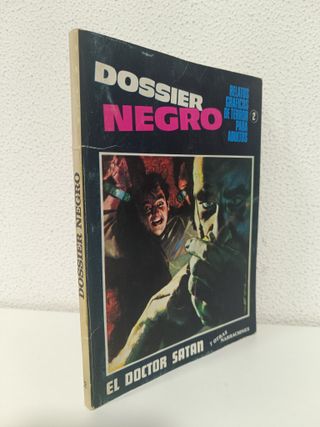 DOSSIER
NEGRO
RELATOS
GRAFICOS
DE TERROR
PARA
ADULTOS
2
EL DOCTOR SATAN
Y OTRAS
NARRACIONES
DOSSIER NEGRO